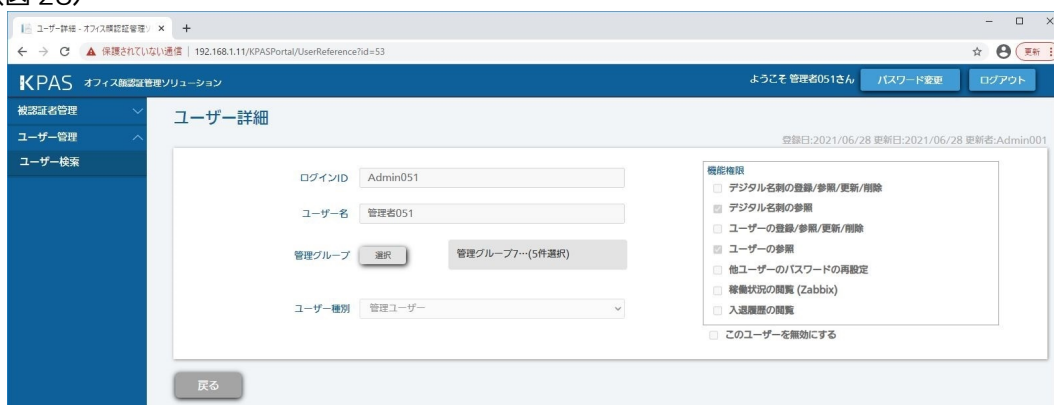 ユーザー詳細 - オフィス顔認証管理ソ
保護されていない通信 | 192.168.1.11/KPASPortal/UserReference?id=53
更新
KPAS オフィス顔認証管理ソリューション
ようこそ 管理者051さん
パスワード変更
ログアウト
被認証者管理
ユーザー管理
ユーザー検索
ユーザー詳細
登録日:2021/06/28 更新日:2021/06/28 更新者:Admin001
ログインID Admin051
ユーザー名 管理者051
管理グループ 選択 管理グループ7…(5件選択)
ユーザー種別 管理ユーザー
機能権限
デジタル名刺の登録/参照/更新/削除
デジタル名刺の参照
ユーザーの登録/参照/更新/削除
ユーザーの参照
他ユーザーのパスワードの再設定
稼働状況の閲覧 (Zabbix)
入退履歴の閲覧
このユーザーを無効にする
戻る